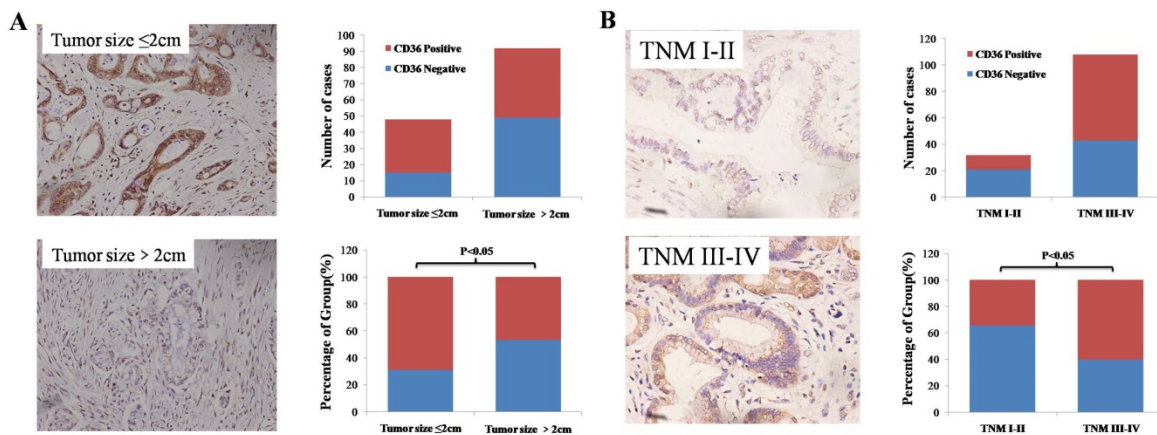 A
Tumor size ≤2cm
Number of cases
100
90
80
70
60
50
40
30
20
10
0
CD36 Positive
CD36 Negative
Tumor size ≤2cm
Tumor size > 2cm
Tumor size > 2cm
Percentage of Group(%)
120
100
80
60
40
20
0
P<0.05
Tumor size ≤2cm
Tumor size > 2cm
B
TNM I-II
Number of cases
120
100
80
60
40
20
0
CD36 Positive
CD36 Negative
TNM I-II
TNM III-IV
TNM III-IV
Percentage of Group(%)
120
100
80
60
40
20
0
P<0.05
TNM I-II
TNM III-IV